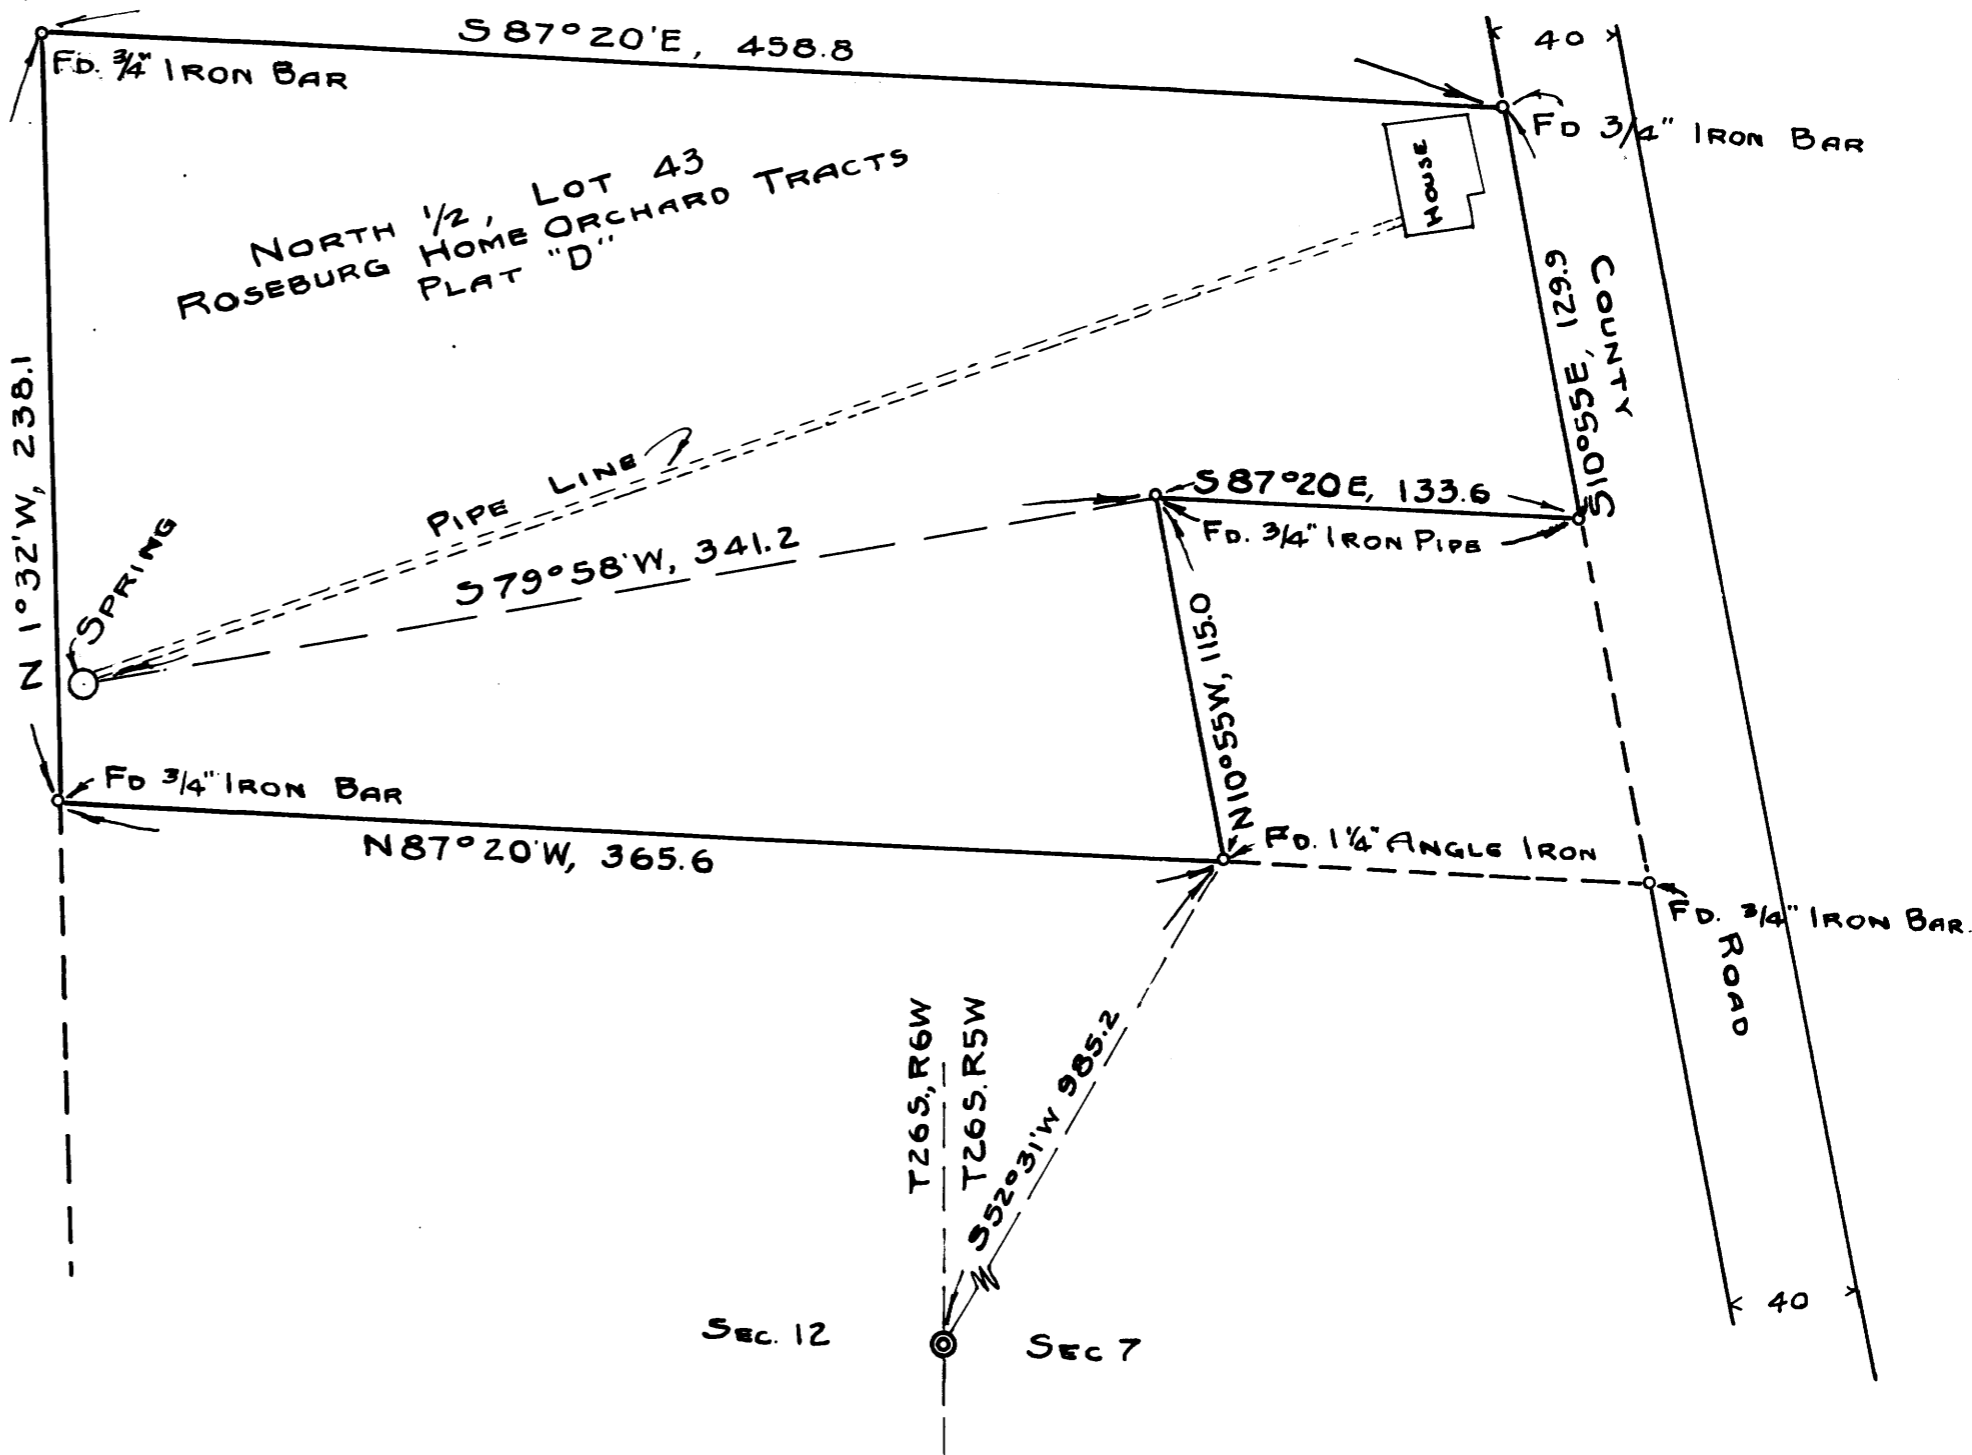 S 87°20'E, 458.8
40
FD. 3/4" IRON BAR
FD 3/4" IRON BAR
HOUSE
NORTH 1/2, LOT 43
ROSEBURG HOME ORCHARD TRACTS
PLAT "D"
S10°55E, 129.9
COUNTY
N 1°32'W, 238.1
PIPE LINE
SPRING
S 79°58'W, 341.2
S 87°20E, 133.6
FD. 3/4" IRON PIPE
N10°55W, 115.0
FD 3/4" IRON BAR
N 87°20'W, 365.6
FD. 1 1/4" ANGLE IRON
FD. 3/4" IRON BAR.
ROAD
T26S., R6W
T26S. R5W
S52°31'W 985.2
SEC. 12
SEC 7
40